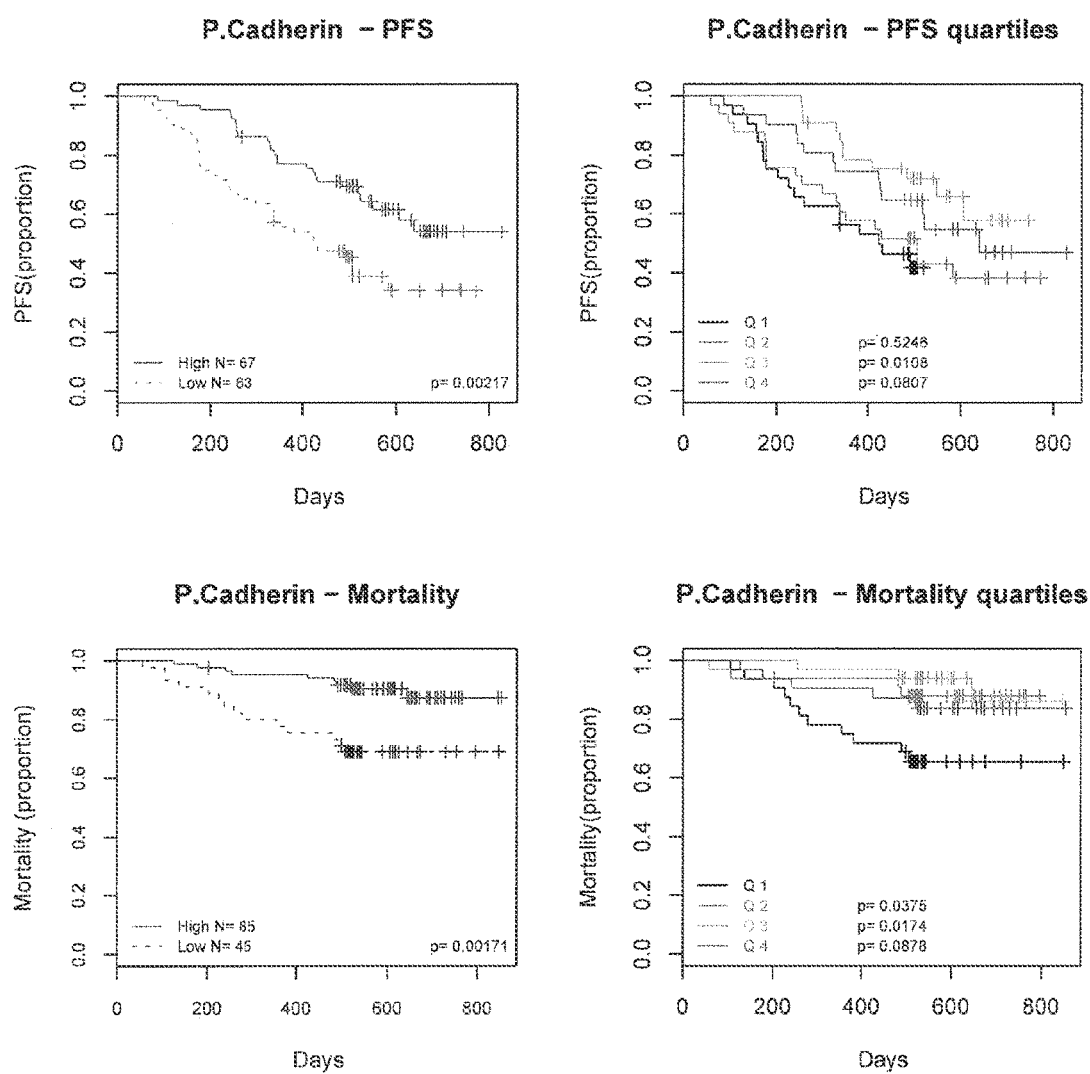 P.Cadherin – PFS
PFS(proportion)
1.0
0.8
0.6
0.4
0.2
0.0
High N= 67
Low N= 63
p= 0.00217
0 200 400 600 800
Days
P.Cadherin – PFS quartiles
PFS(proportion)
1.0
0.8
0.6
0.4
0.2
0.0
Q 1
Q 2 p= 0.5246
Q 3 p= 0.0108
Q 4 p= 0.0807
0 200 400 600 800
Days
P.Cadherin – Mortality
Mortality (proportion)
1.0
0.8
0.6
0.4
0.2
0.0
High N= 85
Low N= 45
p= 0.00171
0 200 400 600 800
Days
P.Cadherin – Mortality quartiles
Mortality(proportion)
1.0
0.8
0.6
0.4
0.2
0.0
Q 1
Q 2 p= 0.0375
Q 3 p= 0.0174
Q 4 p= 0.0878
0 200 400 600 800
Days